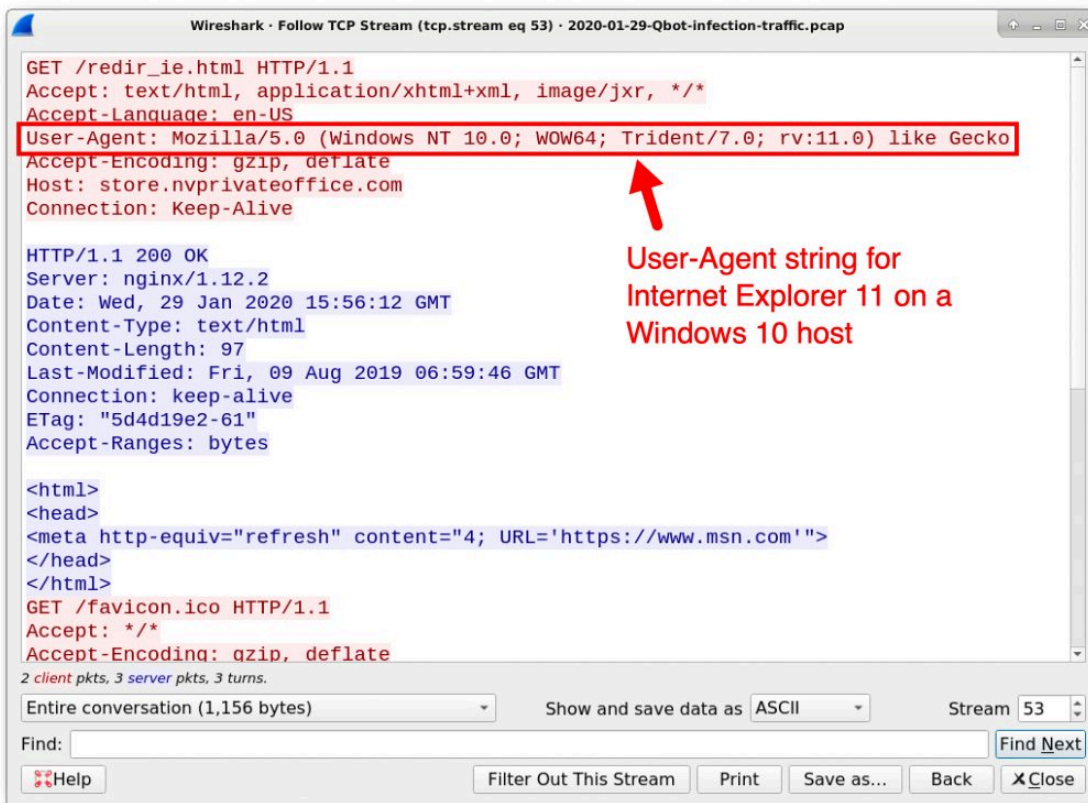 Wireshark · Follow TCP Stream (tcp.stream eq 53) · 2020-01-29-Qbot-infection-traffic.pcap
GET /redir_ie.html HTTP/1.1
Accept: text/html, application/xhtml+xml, image/jxr, */*
Accept-Language: en-US
User-Agent: Mozilla/5.0 (Windows NT 10.0; WOW64; Trident/7.0; rv:11.0) like Gecko
Accept-Encoding: gzip, deflate
Host: store.nvprivateoffice.com
Connection: Keep-Alive
HTTP/1.1 200 OK
Server: nginx/1.12.2
Date: Wed, 29 Jan 2020 15:56:12 GMT
Content-Type: text/html
Content-Length: 97
Last-Modified: Fri, 09 Aug 2019 06:59:46 GMT
Connection: keep-alive
ETag: "5d4d19e2-61"
Accept-Ranges: bytes
User-Agent string for
Internet Explorer 11 on a
Windows 10 host
<html>
<head>
<meta http-equiv="refresh" content="4; URL='https://www.msn.com'">
</head>
</html>
GET /favicon.ico HTTP/1.1
Accept: */*
Accept-Encoding: gzip, deflate
2 client pkts, 3 server pkts, 3 turns.
Entire conversation (1,156 bytes) Show and save data as ASCII Stream 53
Find: Find Next
Help Filter Out This Stream Print Save as... Back Close